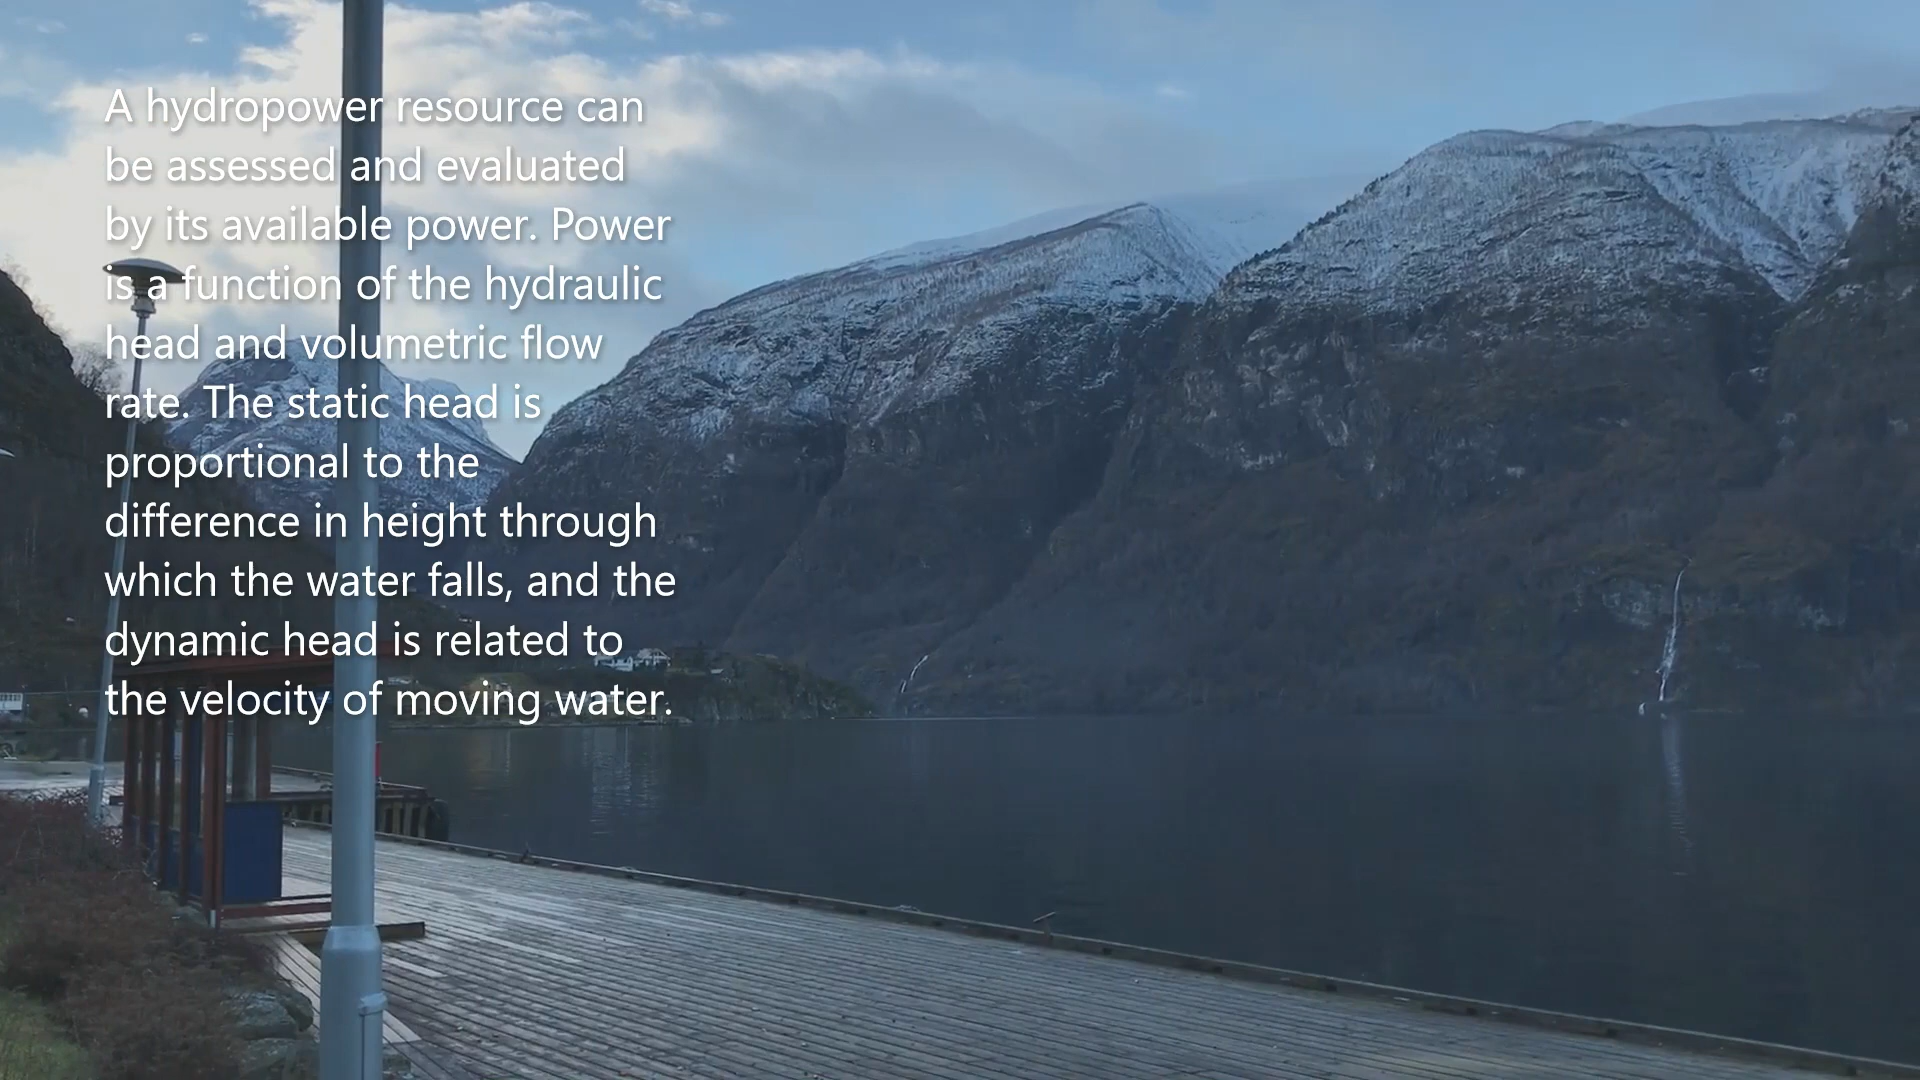 A hydropower resource can
be assessed and evaluated
by its available power. Power
is a function of the hydraulic
head and volumetric flow
rate. The static head is
proportional to the
difference in height through
which the water falls, and the
dynamic head is related to
the velocity of moving water.